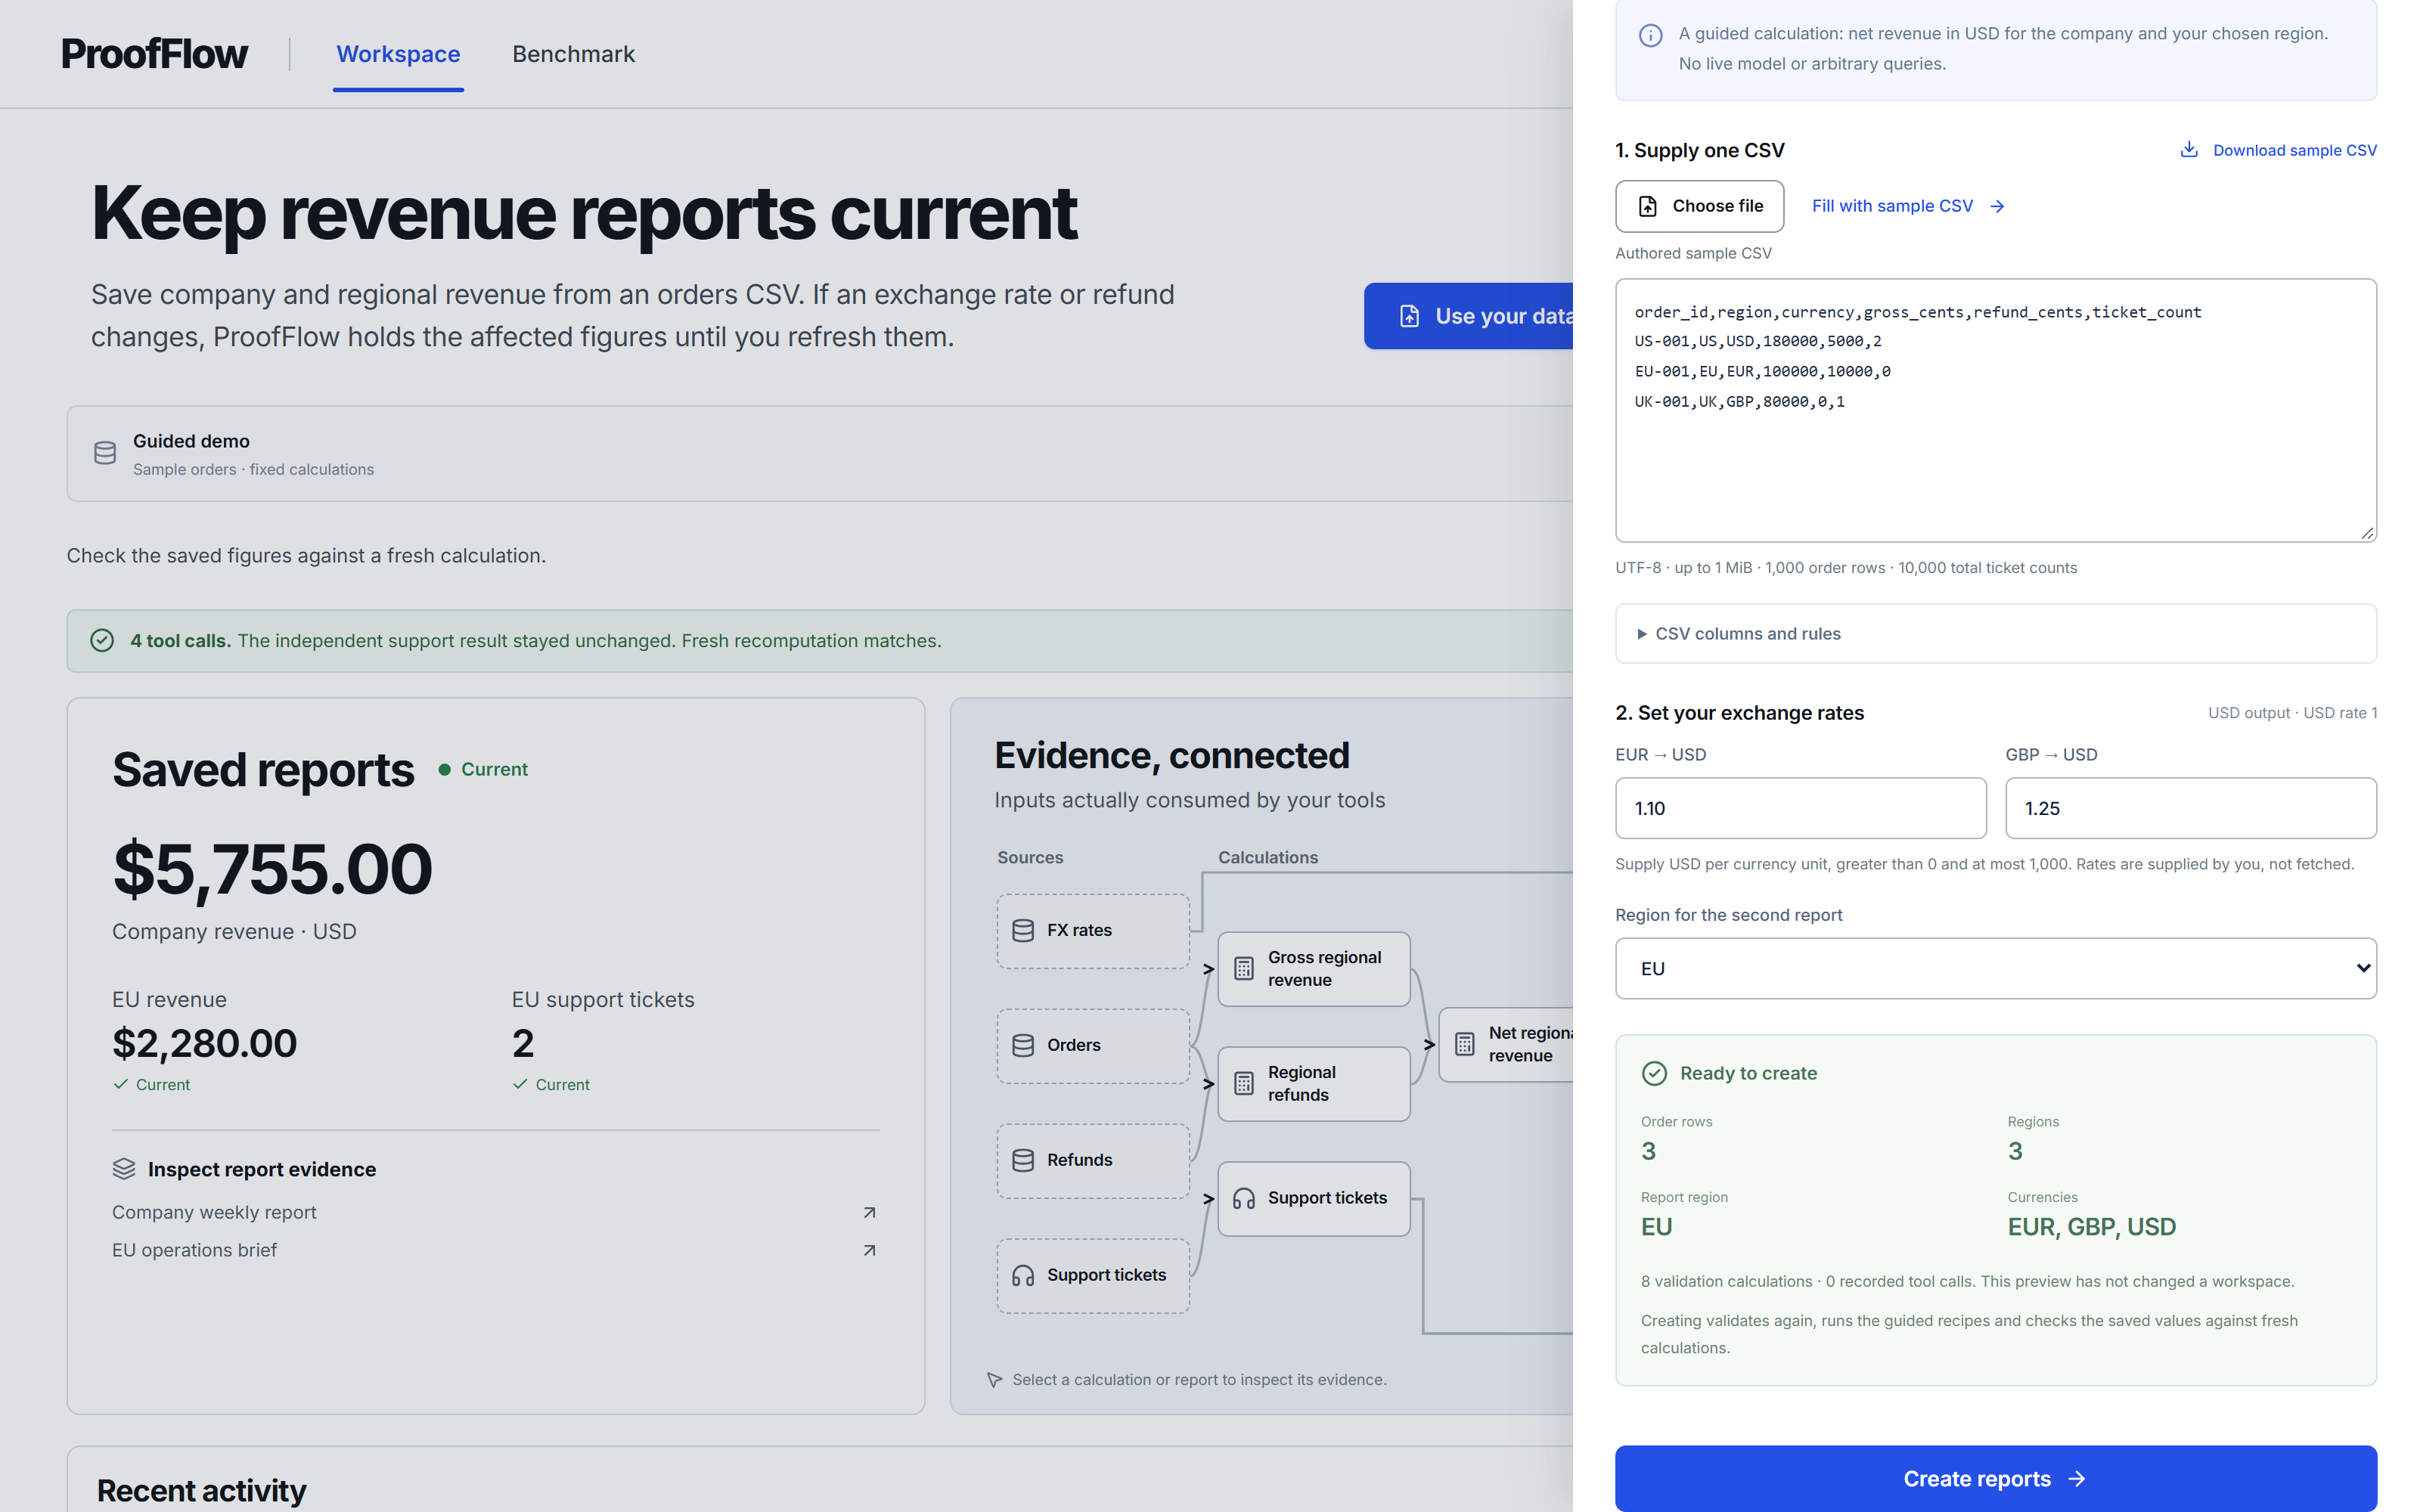 ProofFlow
Workspace
Benchmark
Keep revenue reports current
Save company and regional revenue from an orders CSV. If an exchange rate or refund
changes, ProofFlow holds the affected figures until you refresh them.
Use your data
Guided demo
Sample orders · fixed calculations
Check the saved figures against a fresh calculation.
4 tool calls. The independent support result stayed unchanged. Fresh recomputation matches.
Saved reports
Current
$5,755.00
Company revenue · USD
EU revenue
$2,280.00
Current
EU support tickets
2
Current
Inspect report evidence
Company weekly report
EU operations brief
Evidence, connected
Inputs actually consumed by your tools
Sources
Calculations
FX rates
Orders
Refunds
Support tickets
Gross regional
revenue
Regional
refunds
Support tickets
Net regiona
revenue
Select a calculation or report to inspect its evidence.
Recent activity
A guided calculation: net revenue in USD for the company and your chosen region.
No live model or arbitrary queries.
1. Supply one CSV
Download sample CSV
Choose file
Fill with sample CSV
Authored sample CSV
order_id,region,currency,gross_cents,refund_cents,ticket_count
US-001,US,USD,180000,5000,2
EU-001,EU,EUR,100000,10000,0
UK-001,UK,GBP,80000,0,1
UTF-8 · up to 1 MiB · 1,000 order rows · 10,000 total ticket counts
CSV columns and rules
2. Set your exchange rates
USD output · USD rate 1
EUR → USD
1.10
GBP → USD
1.25
Supply USD per currency unit, greater than 0 and at most 1,000. Rates are supplied by you, not fetched.
Region for the second report
EU
Ready to create
Order rows
3
Regions
3
Report region
EU
Currencies
EUR, GBP, USD
8 validation calculations · 0 recorded tool calls. This preview has not changed a workspace.
Creating validates again, runs the guided recipes and checks the saved values against fresh
calculations.
Create reports